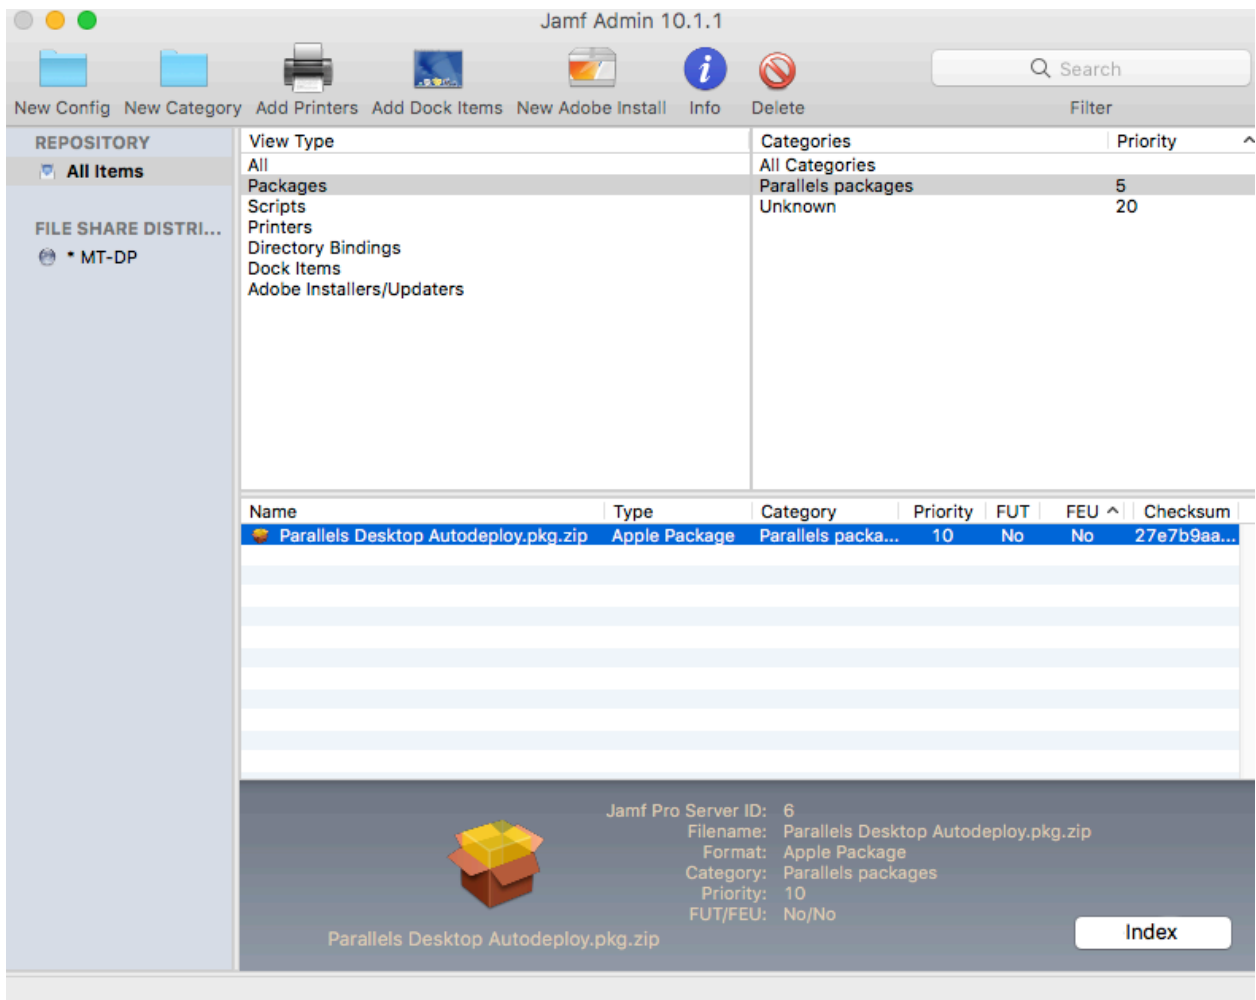 Jamf Admin 10.1.1
New Config New Category Add Printers Add Dock Items New Adobe Install Info Delete Search Filter
REPOSITORY
All Items
FILE SHARE DISTRI...
* MT-DP
View Type
All
Packages
Scripts
Printers
Directory Bindings
Dock Items
Adobe Installers/Updaters
Categories Priority
All Categories
Parallels packages 5
Unknown 20
Name Type Category Priority FUT FEU Checksum
Parallels Desktop Autodeploy.pkg.zip Apple Package Parallels packa... 10 No No 27e7b9aa...
Parallels Desktop Autodeploy.pkg.zip
Jamf Pro Server ID: 6
Filename: Parallels Desktop Autodeploy.pkg.zip
Format: Apple Package
Category: Parallels packages
Priority: 10
FUT/FEU: No/No
Index